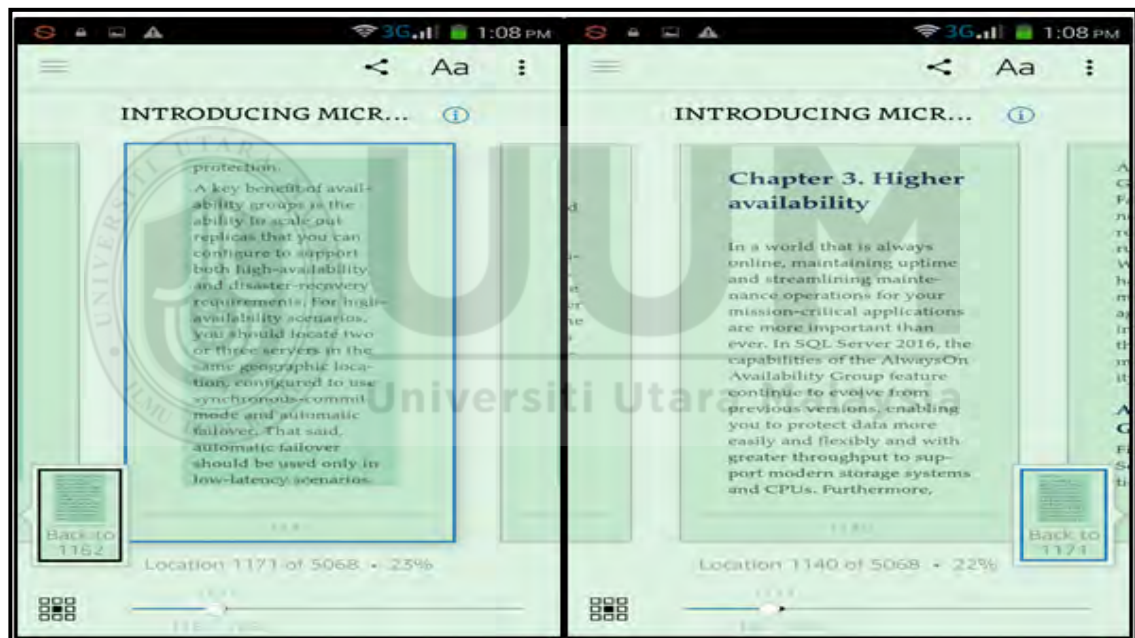 3G 1:08 PM
Aa
INTRODUCING MICR...
protection.
A key benefit of avail-
ability groups is the
ability to scale out
replicas that you can
configure to support
both high-availability
and disaster-recovery
requirements. For high-
availability scenarios,
you should locate two
or three servers in the
same geographic loca-
tion, configured to use
synchronous-commit
mode and automatic
failover. That said,
automatic failover
should be used only in
low-latency scenarios.
Back to
1162
Location 1171 of 5068 • 23%
3G 1:08 PM
Aa
INTRODUCING MICR...
Chapter 3. Higher
availability
In a world that is always
online, maintaining uptime
and streamlining mainte-
nance operations for your
mission-critical applications
are more important than
ever. In SQL Server 2016, the
capabilities of the AlwaysOn
Availability Group feature
continue to evolve from
previous versions, enabling
you to protect data more
easily and flexibly and with
greater throughput to sup-
port modern storage systems
and CPUs. Furthermore,
Back to
1171
Location 1140 of 5068 • 22%
UNIVERSITI UTARA
UUM
Universiti Utara Malaysia